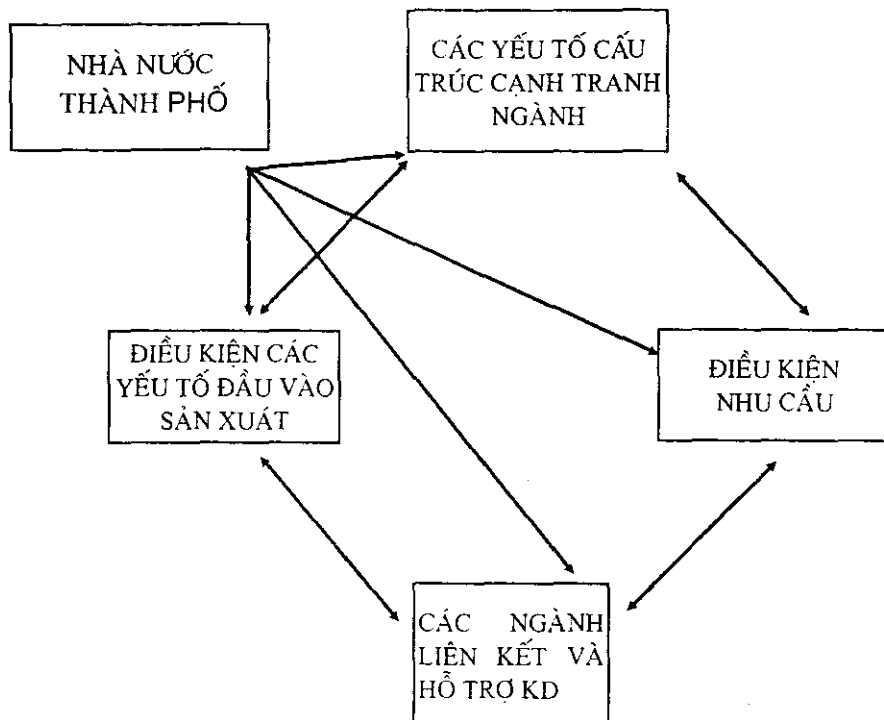 NHÀ NƯỚC
THÀNH PHỐ
CÁC YẾU TỐ CẤU
TRÚC CẠNH TRANH
NGÀNH
ĐIỀU KIỆN CÁC
YẾU TỐ ĐẦU VÀO
SẢN XUÁT
ĐIỀU KIỆN
NHU CẦU
CÁC NGÀNH
LIÊN KẾT VÀ
HỖ TRỢ KD